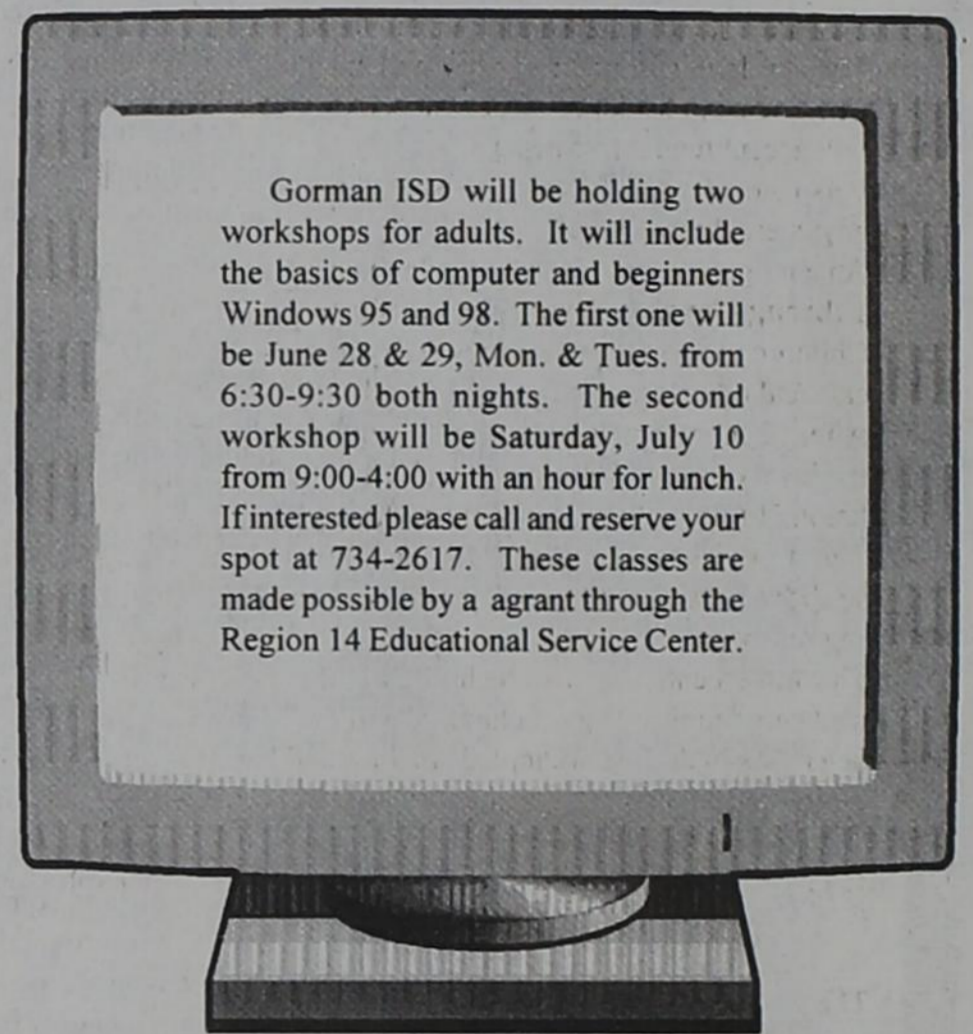 Gorman ISD will be holding two
workshops for adults. It will include
the basics of computer and beginners
Windows 95 and 98. The first one will
be June 28 & 29, Mon. & Tues. from
6:30-9:30 both nights. The second
workshop will be Saturday, July 10
from 9:00-4:00 with an hour for lunch.
If interested please call and reserve your
spot at 734-2617. These classes are
made possible by a agrant through the
Region 14 Educational Service Center.